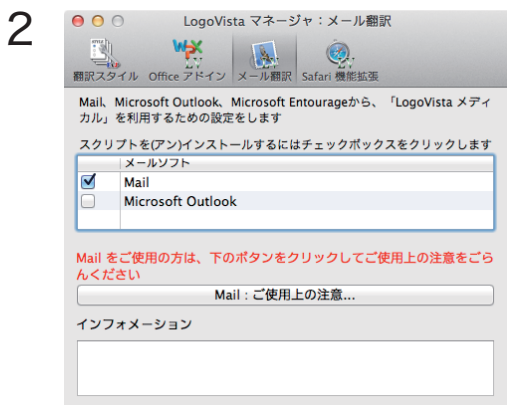 2
LogoVista マネージャ：メール翻訳
翻訳スタイル Office アドイン メール翻訳 Safari 機能拡張
Mail、Microsoft Outlook、Microsoft Entourageから、「LogoVista メディ
カル」を利用するための設定をします
スクリプトを(アン)インストールするにはチェックボックスをクリックします
メールソフト
Mail
Microsoft Outlook
Mail をご使用の方は、下のボタンをクリックしてご使用上の注意をごら
んください
Mail：ご使用上の注意...
インフォメーション